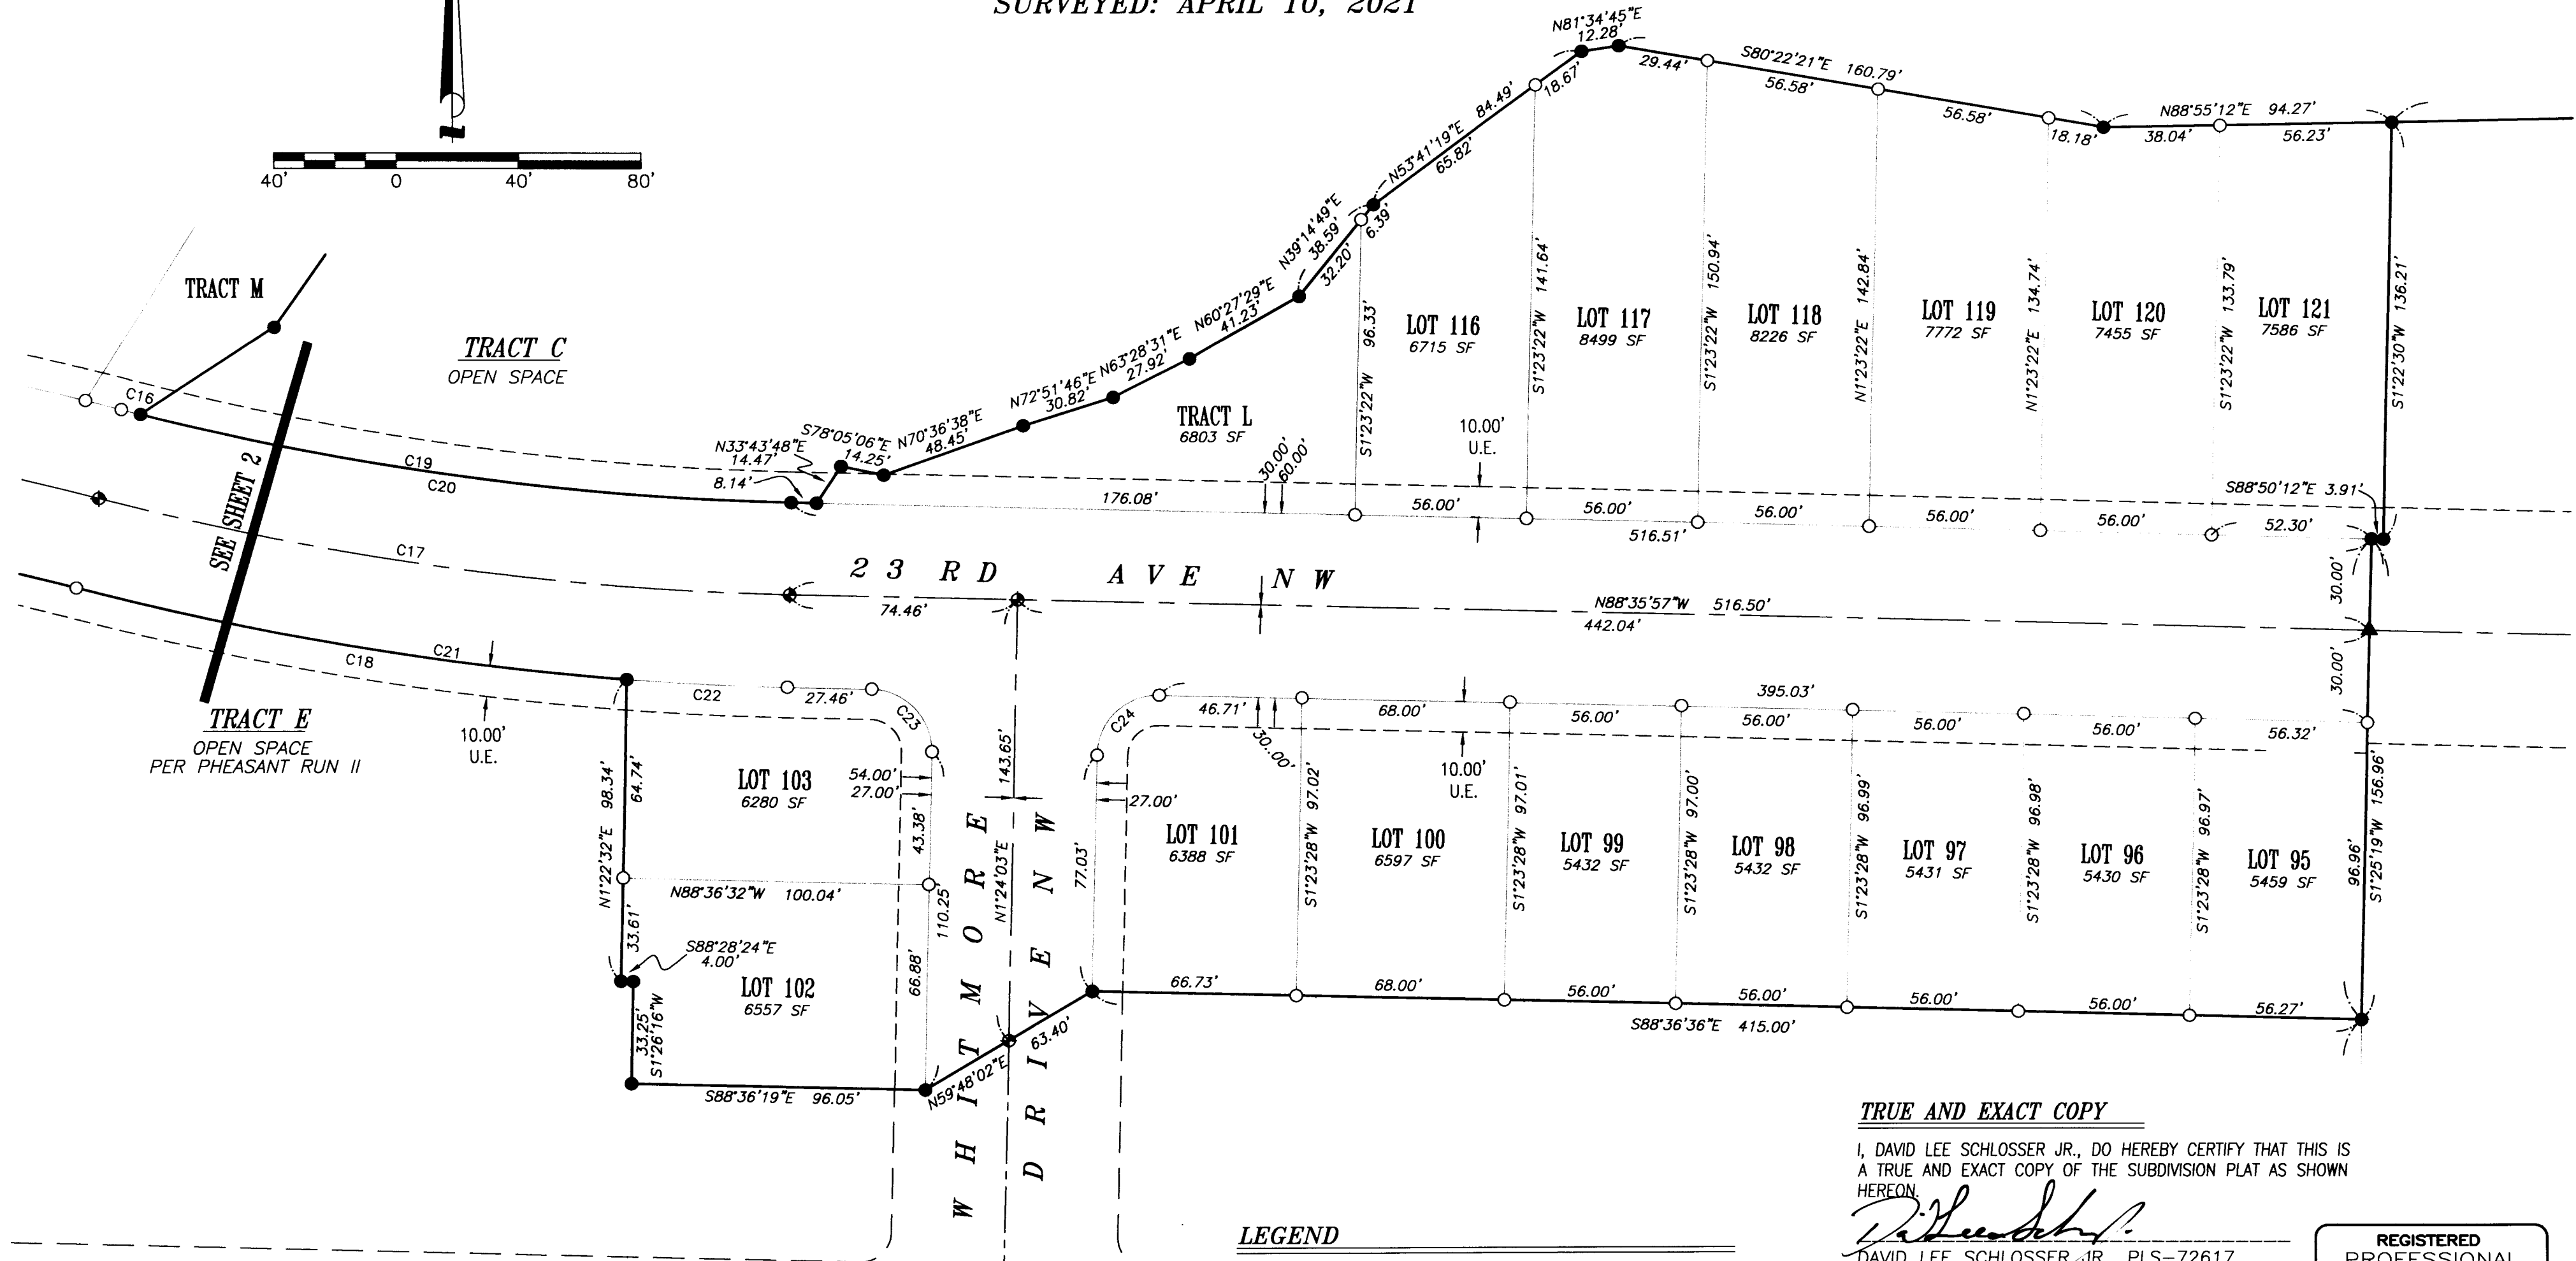 SURVEYED: APRIL 10, 2021
40' 0 40' 80'
N81°34'45"E
12.28'
29.44'
S80°22'21"E 160.79'
56.58'
56.58'
18.18'
N88°55'12"E 94.27'
38.04'
56.23'
18.67'
N53°41'19"E 84.49'
65.82'
N39°14'49"E
38.59'
6.39'
32.20'
N60°27'29"E
41.23'
N63°28'31"E
27.92'
N72°51'46"E
30.82'
N70°36'38"E
48.45'
S78°05'06"E
14.25'
N33°43'48"E
14.47'
8.14'
TRACT M
TRACT C
OPEN SPACE
C16
C19
C20
SEE SHEET 2
C17
C21
C18
TRACT L
6803 SF
S1°23'22"W 96.33'
LOT 116
6715 SF
S1°23'22"W 141.64'
LOT 117
8499 SF
S1°23'22"W 150.94'
LOT 118
8226 SF
N1°23'22"E 142.84'
LOT 119
7772 SF
N1°23'22"E 134.74'
LOT 120
7455 SF
S1°23'22"W 133.79'
LOT 121
7586 SF
S1°22'30"W 136.21'
10.00'
U.E.
30.00'
60.00'
176.08'
56.00'
56.00'
56.00'
56.00'
56.00'
52.30'
516.51'
S88°50'12"E 3.91'
23RD AVE NW
74.46'
N88°35'57"W 516.50'
442.04'
30.00'
30.00'
TRACT E
OPEN SPACE
PER PHEASANT RUN II
10.00'
U.E.
C22
27.46'
C23
C24
46.71'
30.00'
68.00'
395.03'
56.00'
56.00'
56.00'
56.00'
56.32'
10.00'
U.E.
N1°22'32"E 98.34'
64.74'
33.61'
LOT 103
6280 SF
54.00'
27.00'
43.38'
N88°36'32"W 100.04'
110.25'
66.88'
S88°28'24"E
4.00'
LOT 102
6557 SF
33.25'
S1°26'16"W
S88°36'19"E 96.05'
N59°48'02"E
63.40'
143.65'
N1°24'03"E
WHITMORE
DRIVE NW
27.00'
77.03'
LOT 101
6388 SF
S1°23'28"W 97.02'
LOT 100
6597 SF
S1°23'28"W 97.01'
LOT 99
5432 SF
S1°23'28"W 97.00'
LOT 98
5432 SF
S1°23'28"W 96.99'
LOT 97
5431 SF
S1°23'28"W 96.98'
LOT 96
5430 SF
S1°23'28"W 96.97'
LOT 95
5459 SF
96.96'
S1°25'19"W 156.96'
66.73'
68.00'
56.00'
56.00'
56.00'
56.00'
56.27'
S88°36'36"E 415.00'
TRUE AND EXACT COPY
I, DAVID LEE SCHLOSSER JR., DO HEREBY CERTIFY THAT THIS IS
A TRUE AND EXACT COPY OF THE SUBDIVISION PLAT AS SHOWN
HEREON.
DAVID LEE SCHLOSSER JR. PLS-72617
LEGEND
REGISTERED
PROFESSIONAL